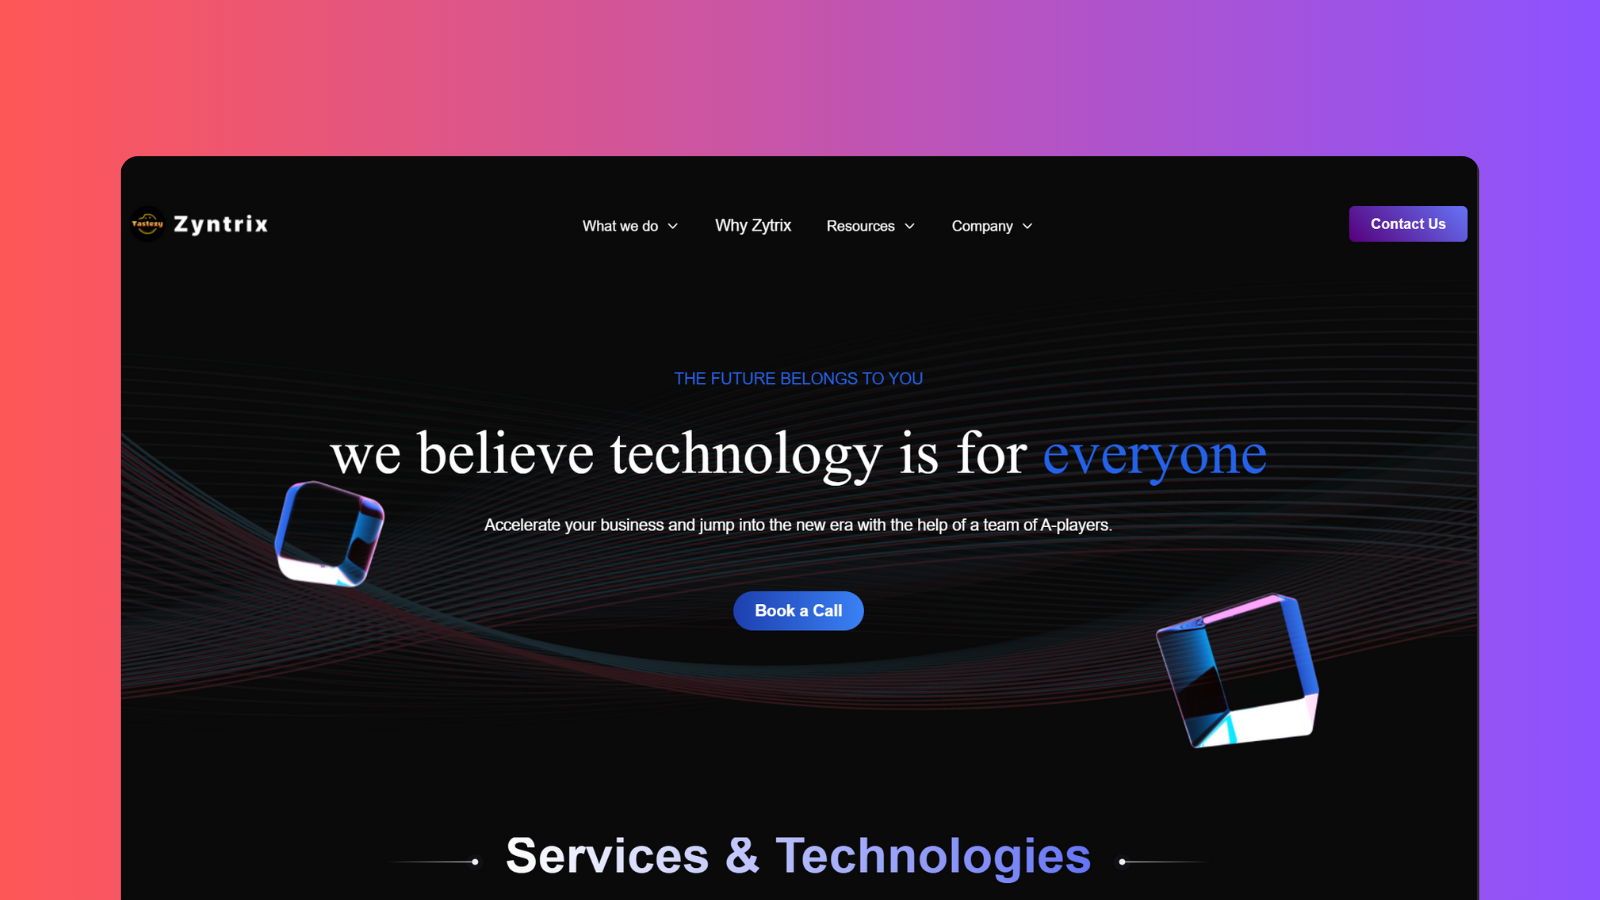 Tastezy
Zyntrix
What we do
Why Zytrix
Resources
Company
Contact Us
THE FUTURE BELONGS TO YOU
we believe technology is for everyone
Accelerate your business and jump into the new era with the help of a team of A-players.
Book a Call
Services & Technologies